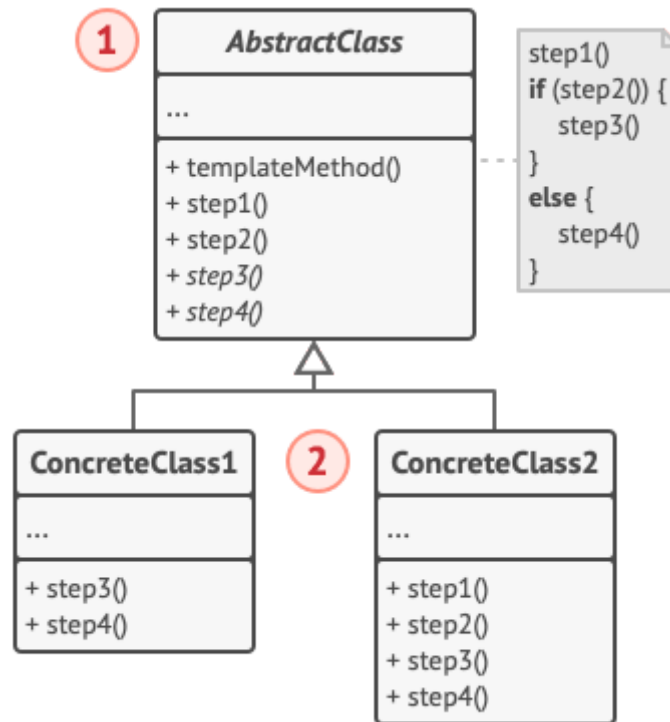 1
AbstractClass
...
+ templateMethod()
+ step1()
+ step2()
+ step3()
+ step4()
step1()
if (step2()) {
step3()
}
else {
step4()
}
ConcreteClass1
...
+ step3()
+ step4()
2
ConcreteClass2
...
+ step1()
+ step2()
+ step3()
+ step4()